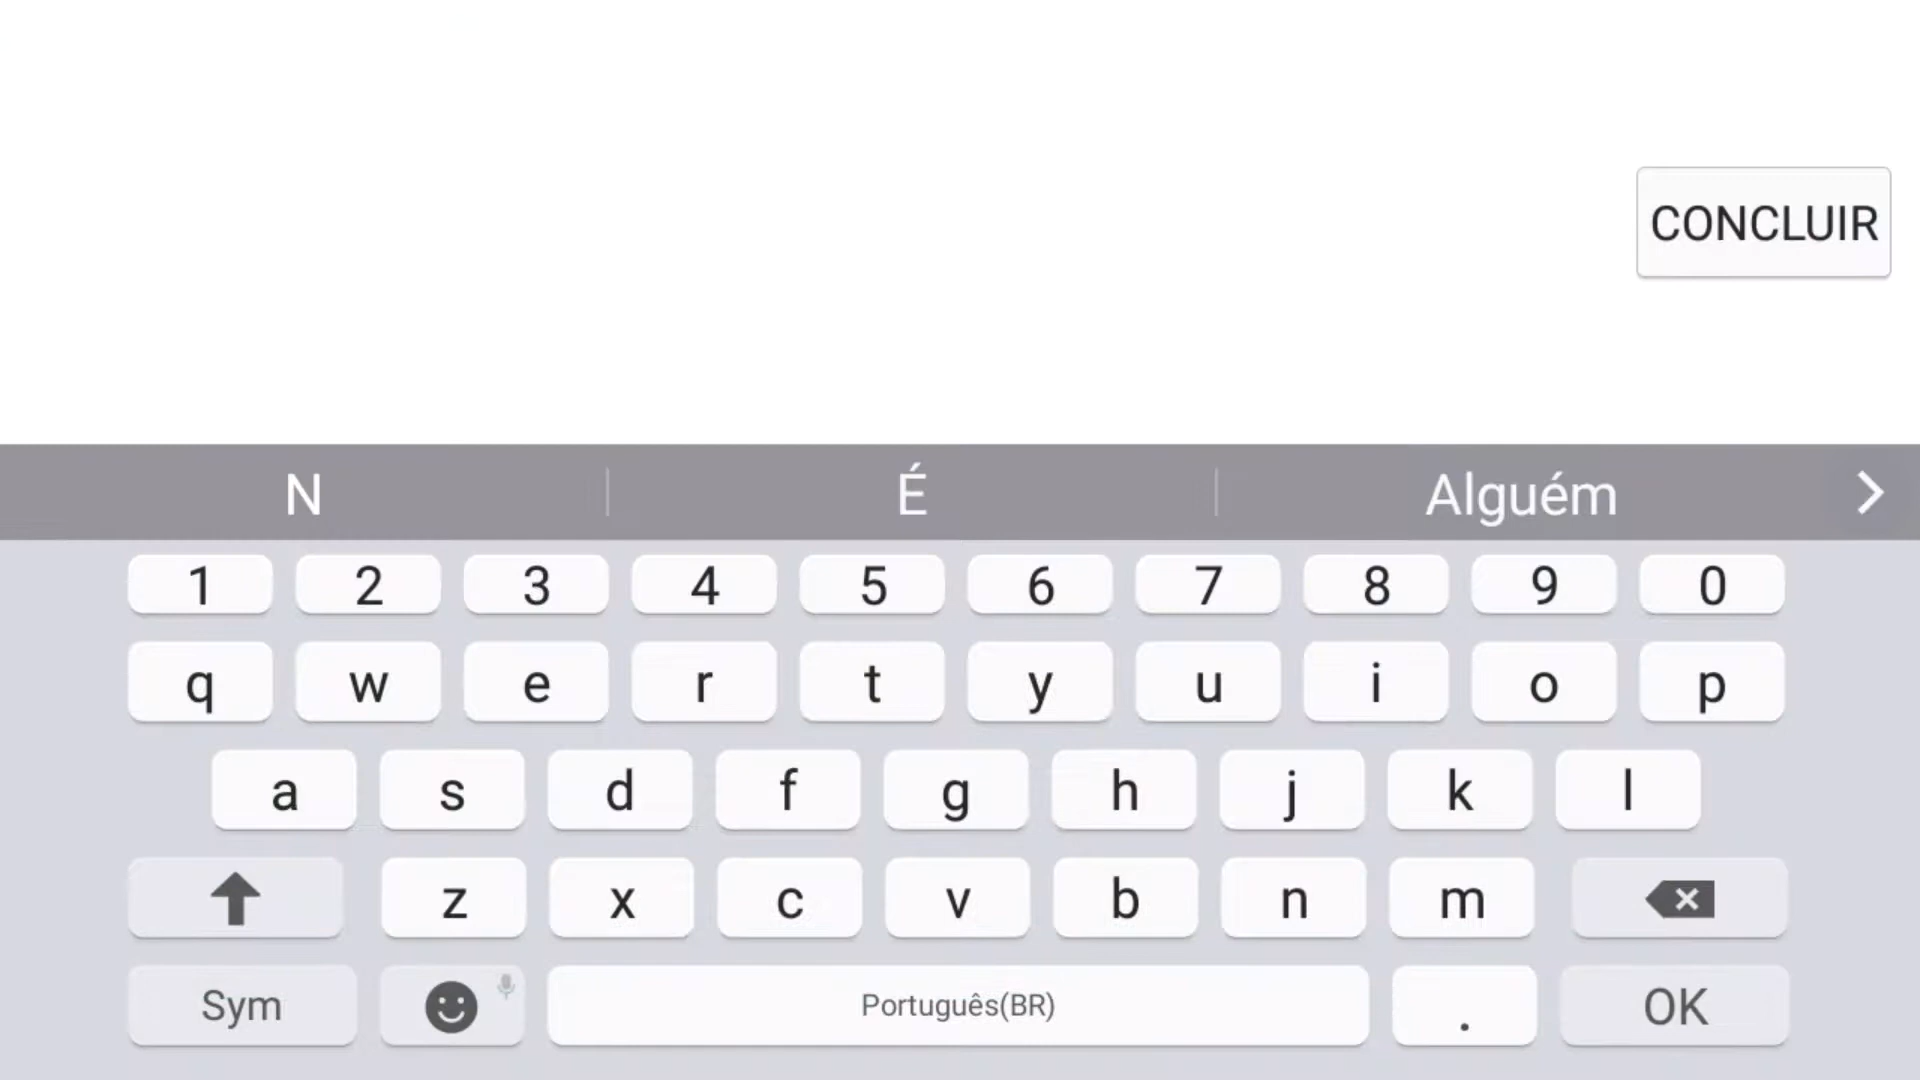 CONCLUIR
N É Alguém
1 2 3 4 5 6 7 8 9 0
q w e r t y u i o p
a s d f g h j k l
z x c v b n m
Sym Português(BR) . OK